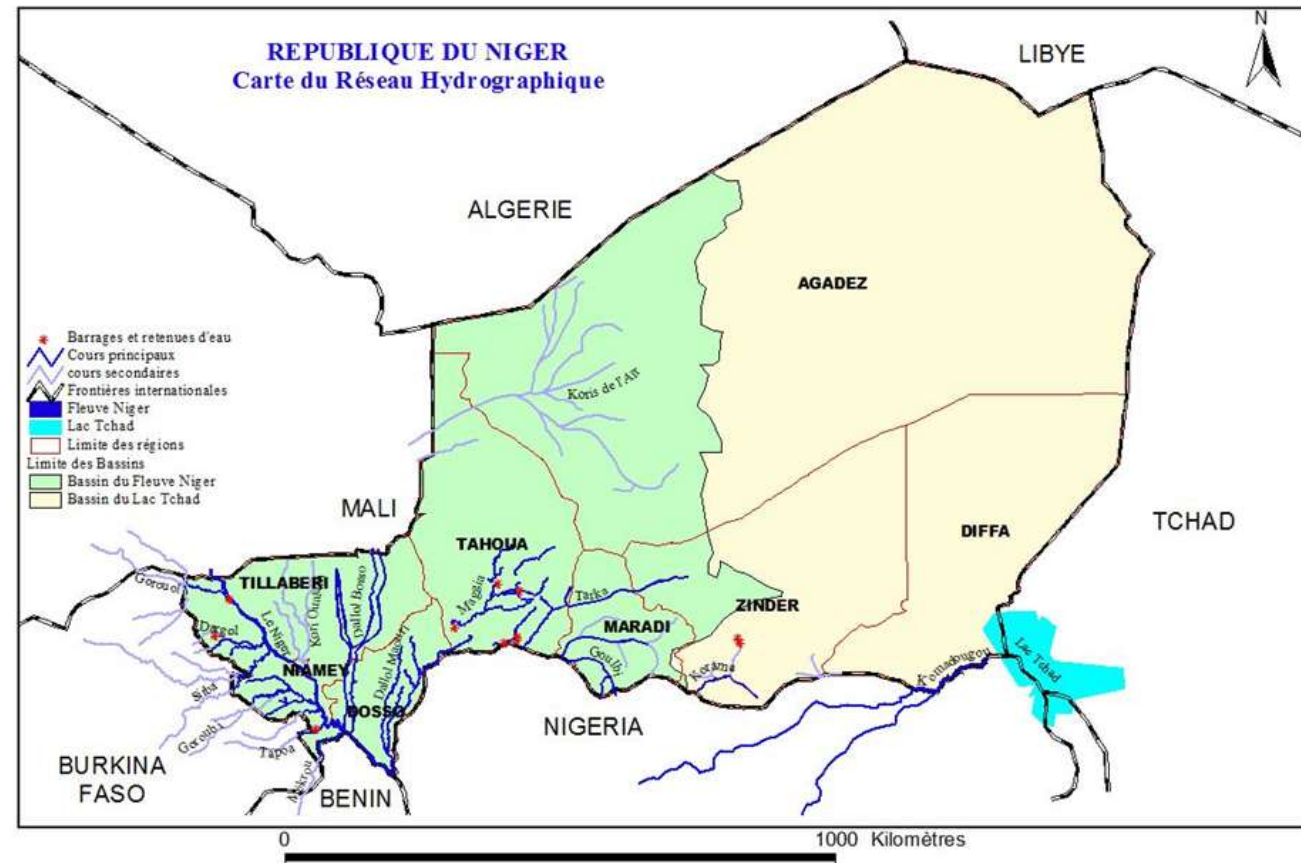 REPUBLIQUE DU NIGER
Carte du Réseau Hydrographique
N
LIBYE
ALGERIE
AGADEZ
Barrages et retenues d'eau
Cours principaux
cours secondaires
Frontières internationales
Fleuve Niger
Lac Tchad
Limite des régions
Limite des Bassins
Bassin du Fleuve Niger
Bassin du Lac Tchad
Koris de l'Aïr
MALI
TCHAD
DIFFA
TAHOUA
TILLABERI
Gorouol
Dallol Bosso
Maggia
Tarka
ZINDER
MARADI
Dargol
Le Niger
NIAMEY
Dallol Maouri
Goulbi
Korama
Lac Tchad
Komadougou
Sirba
DOSSO
Goroubi
Tapoa
Mekrou
NIGERIA
BURKINA
FASO
BENIN
0
1000 Kilomètres